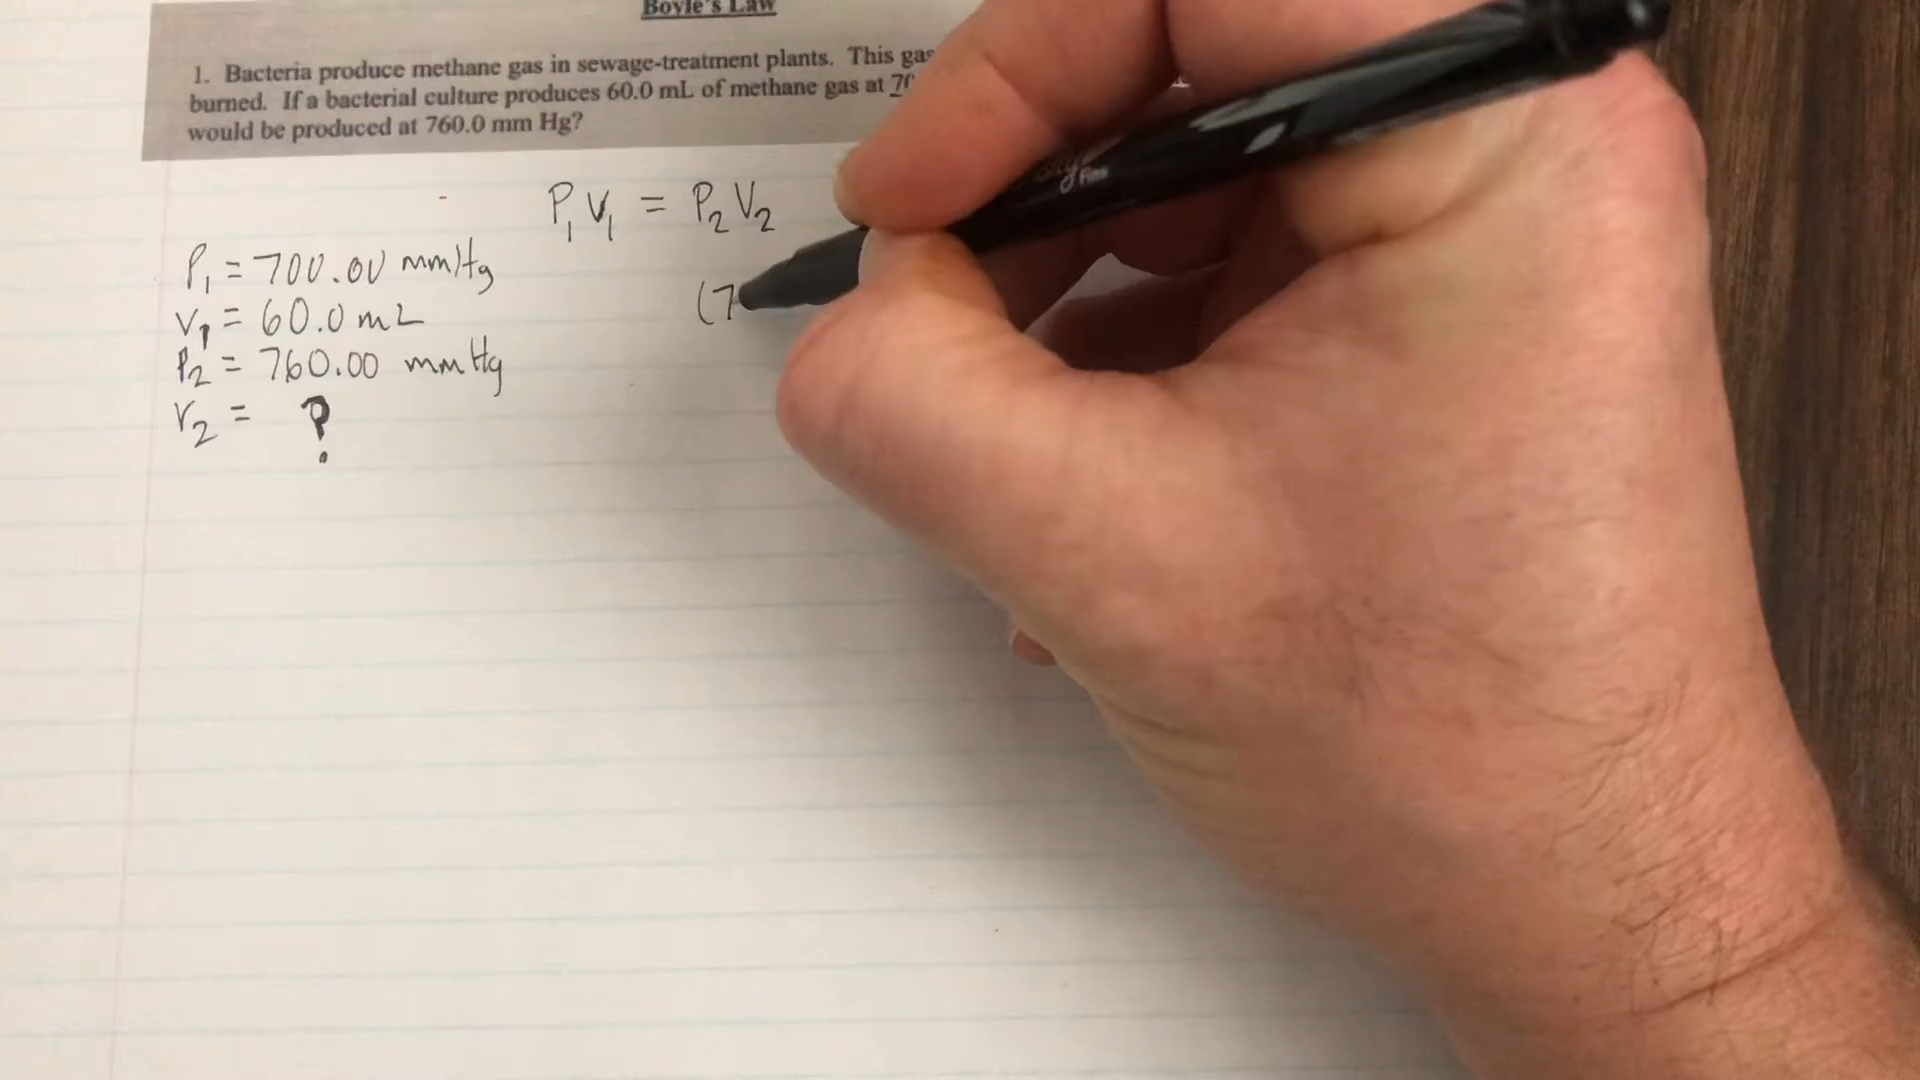 Boyle's Law
1. Bacteria produce methane gas in sewage-treatment plants. This gas
burned. If a bacterial culture produces 60.0 mL of methane gas at
would be produced at 760.0 mm Hg?
P₁V₁ = P₂V₂
P₁ = 700.00 mmHg
V₁ = 60.0 mL
P₂ = 760.00 mmHg
V₂ = ?
(7
Fine